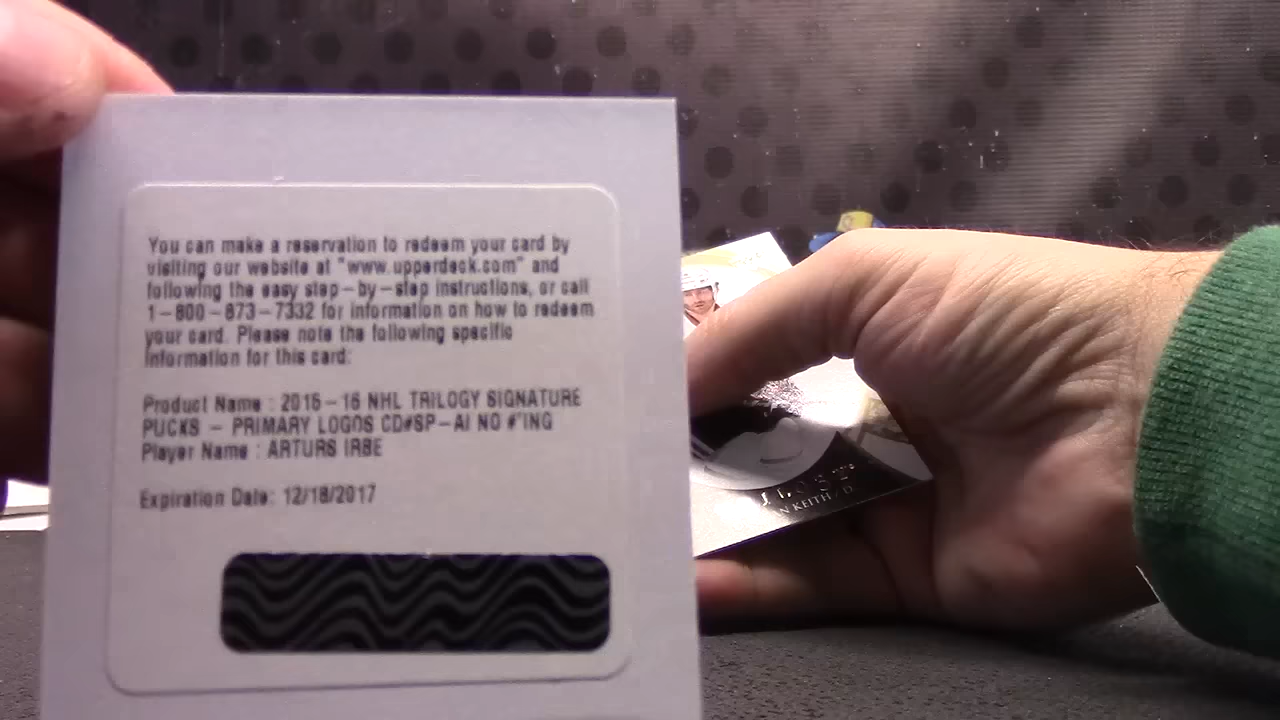 You can make a reservation to redeem your card by
visiting our website at "www.upperdeck.com" and
following the easy step-by-step instructions, or call
1-800-873-7332 for information on how to redeem
your card. Please note the following specific
information for this card:
Product Name : 2015-16 NHL TRILOGY SIGNATURE
PUCKS - PRIMARY LOGOS CD#SP-AI NO #'ING
Player Name : ARTURS IRBE
Expiration Date: 12/18/2017
N KEITH / D